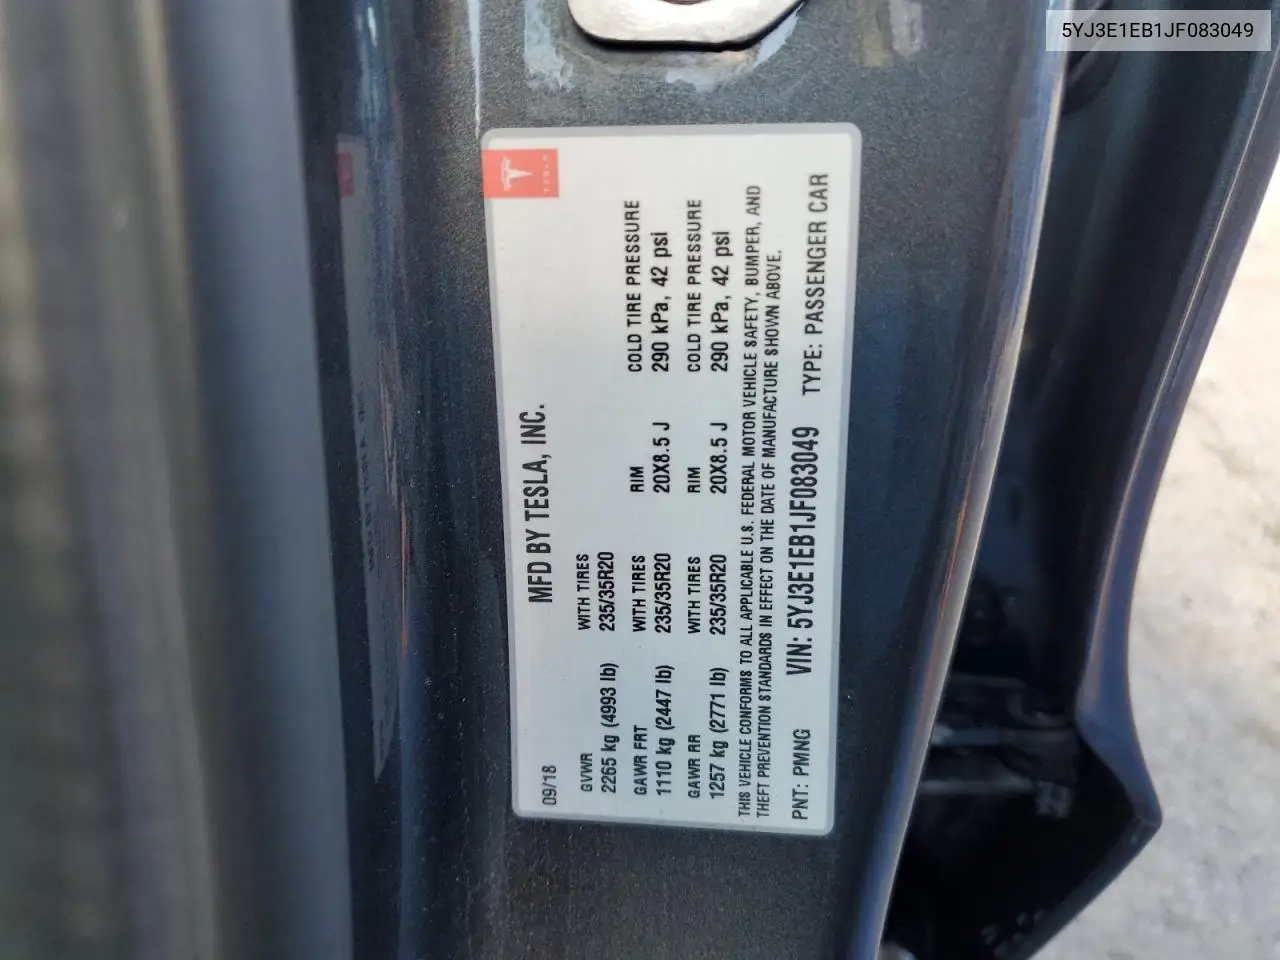 5YJ3E1EB1JF083049
TESLA
MFD BY TESLA, INC.
09/18
GVWR WITH TIRES
2265 kg (4993 lb) 235/35R20
GAWR FRT WITH TIRES RIM COLD TIRE PRESSURE
1110 kg (2447 lb) 235/35R20 20X8.5 J 290 kPa, 42 psi
GAWR RR WITH TIRES RIM COLD TIRE PRESSURE
1257 kg (2771 lb) 235/35R20 20X8.5 J 290 kPa, 42 psi
THIS VEHICLE CONFORMS TO ALL APPLICABLE U.S. FEDERAL MOTOR VEHICLE SAFETY, BUMPER, AND
THEFT PREVENTION STANDARDS IN EFFECT ON THE DATE OF MANUFACTURE SHOWN ABOVE.
PNT: PMNG VIN: 5YJ3E1EB1JF083049 TYPE: PASSENGER CAR